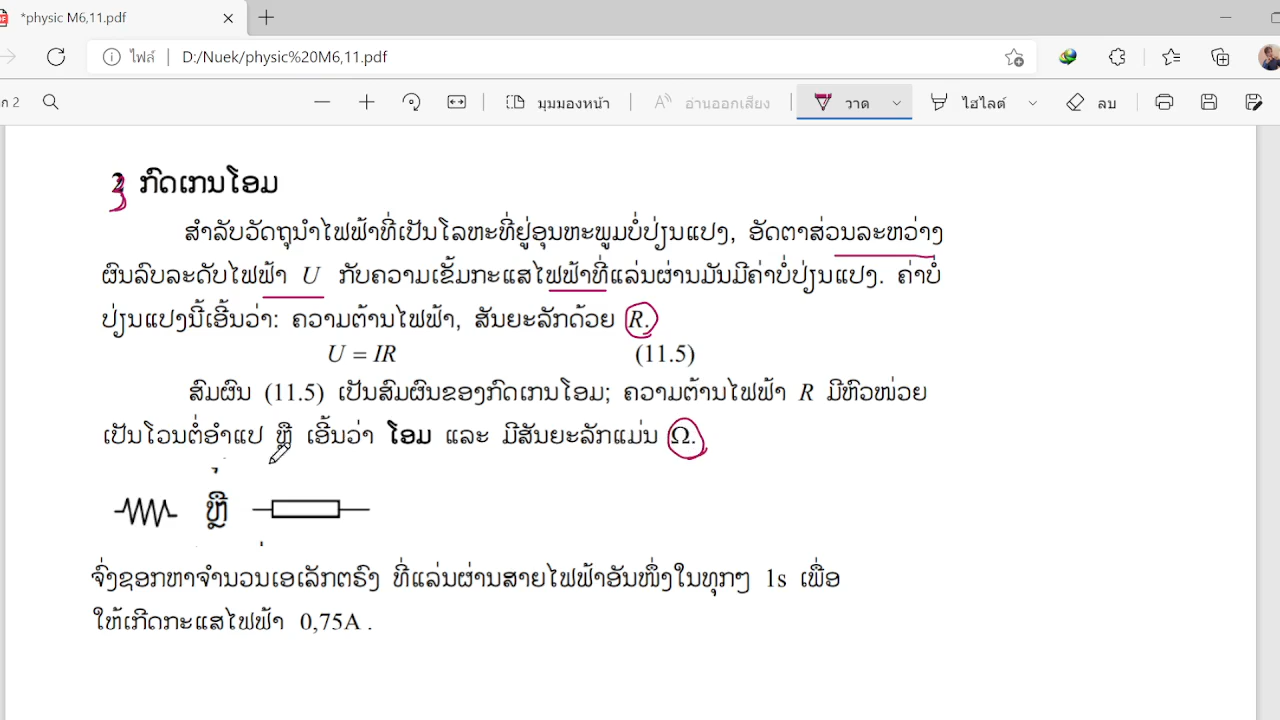 *physic M6,11.pdf
ไฟล์ | D:/Nuek/physic%20M6,11.pdf
ก 2 มุมมองหน้า อ่านออกเสียง วาด ไฮไลต์ ลบ
2 ກົດເກນໂອມ
ສຳລັບວັດຖຸນຳໄຟຟ້າທີ່ເປັນໂລຫະທີ່ຢູ່ອຸນຫະພູມບໍ່ປ່ຽນແປງ, ອັດຕາສ່ວນລະຫວ່າງ
ຜົນລົບລະດັບໄຟຟ້າ U ກັບຄວາມເຂັ້ມກະແສໄຟຟ້າທີ່ແລ່ນຜ່ານມັນມີຄ່າບໍ່ປ່ຽນແປງ. ຄ່າບໍ່
ປ່ຽນແປງນີ້ເອີ້ນວ່າ: ຄວາມຕ້ານໄຟຟ້າ, ສັນຍະລັກດ້ວຍ R.
U = IR (11.5)
ສົມຜົນ (11.5) ເປັນສົມຜົນຂອງກົດເກນໂອມ; ຄວາມຕ້ານໄຟຟ້າ R ມີຫົວໜ່ວຍ
ເປັນໂວນຕໍ່ອຳແປ ຫຼື ເອີ້ນວ່າ ໂອມ ແລະ ມີສັນຍະລັກແມ່ນ Ω.
ຫຼື
ຈົ່ງຊອກຫາຈຳນວນເອເລັກຕຣົງ ທີ່ແລ່ນຜ່ານສາຍໄຟຟ້າອັນໜຶ່ງໃນທຸກໆ 1s ເພື່ອ
ໃຫ້ເກີດກະແສໄຟຟ້າ 0,75A .